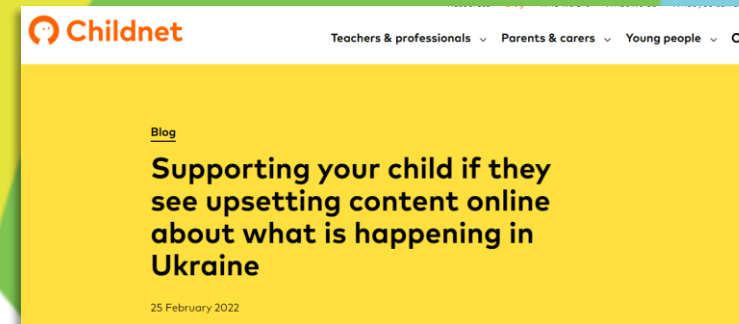 Childnet
Teachers & professionals
Parents & carers
Young people
Blog
Supporting your child if they
see upsetting content online
about what is happening in
Ukraine
25 February 2022